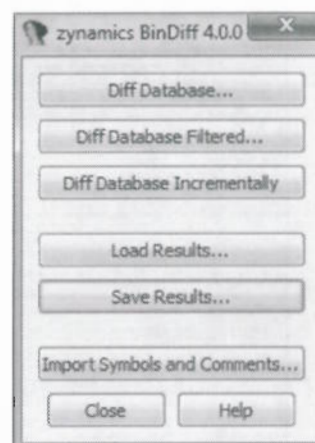 zynamics BinDiff 4.0.0
Diff Database...
Diff Database Filtered...
Diff Database Incrementally
Load Results...
Save Results...
Import Symbols and Comments...
Close Help